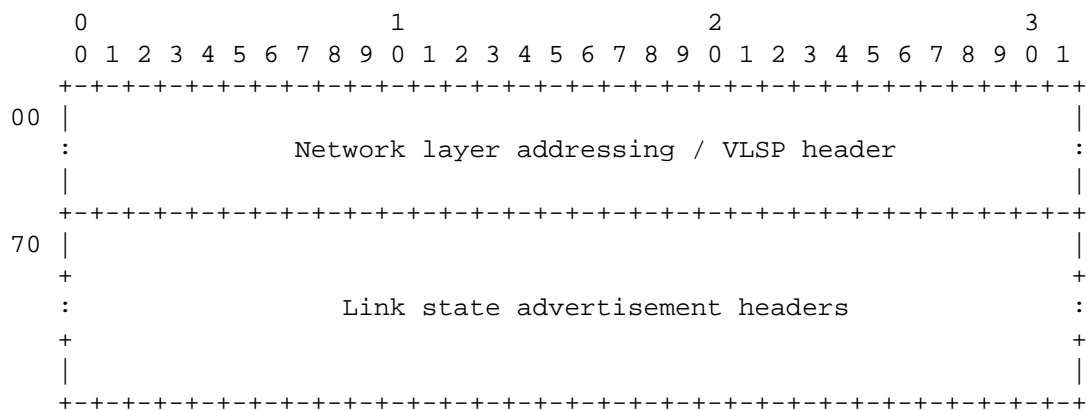 0                   1                   2                   3
 0 1 2 3 4 5 6 7 8 9 0 1 2 3 4 5 6 7 8 9 0 1 2 3 4 5 6 7 8 9 0 1
   +-+-+-+-+-+-+-+-+-+-+-+-+-+-+-+-+-+-+-+-+-+-+-+-+-+-+-+-+-+-+-+-+
00 |                                                               |
   :              Network layer addressing / VLSP header           :
   |                                                               |
   +-+-+-+-+-+-+-+-+-+-+-+-+-+-+-+-+-+-+-+-+-+-+-+-+-+-+-+-+-+-+-+-+
70 |                                                               |
   +                                                               +
   :                 Link state advertisement headers              :
   +                                                               +
   |                                                               |
   +-+-+-+-+-+-+-+-+-+-+-+-+-+-+-+-+-+-+-+-+-+-+-+-+-+-+-+-+-+-+-+-+